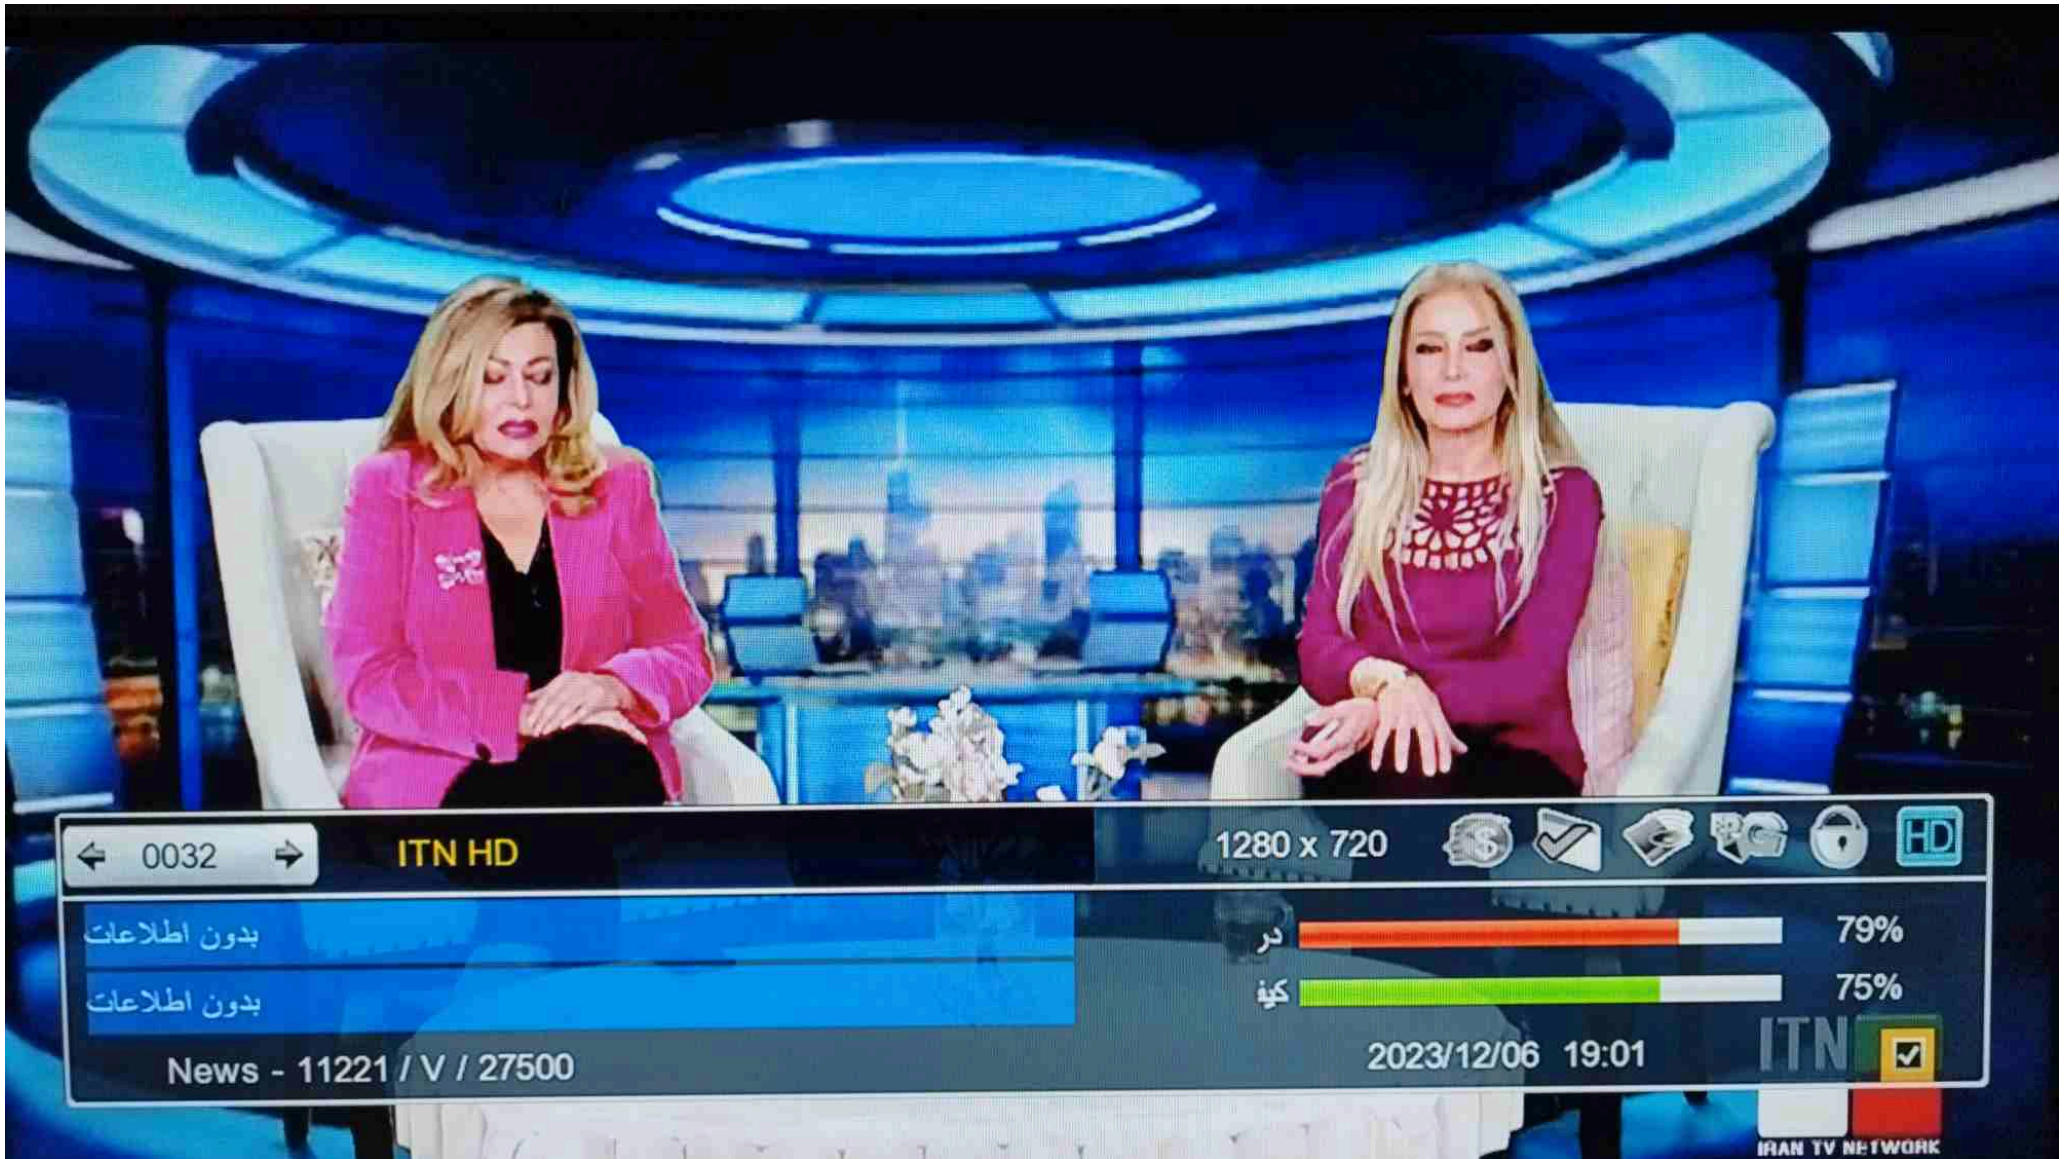 0032
ITN HD
1280 x 720
HD
بدون اطلاعات
در
79%
بدون اطلاعات
کیف
75%
News - 11221 / V / 27500
2023/12/06 19:01
ITN
IRAN TV NETWORK